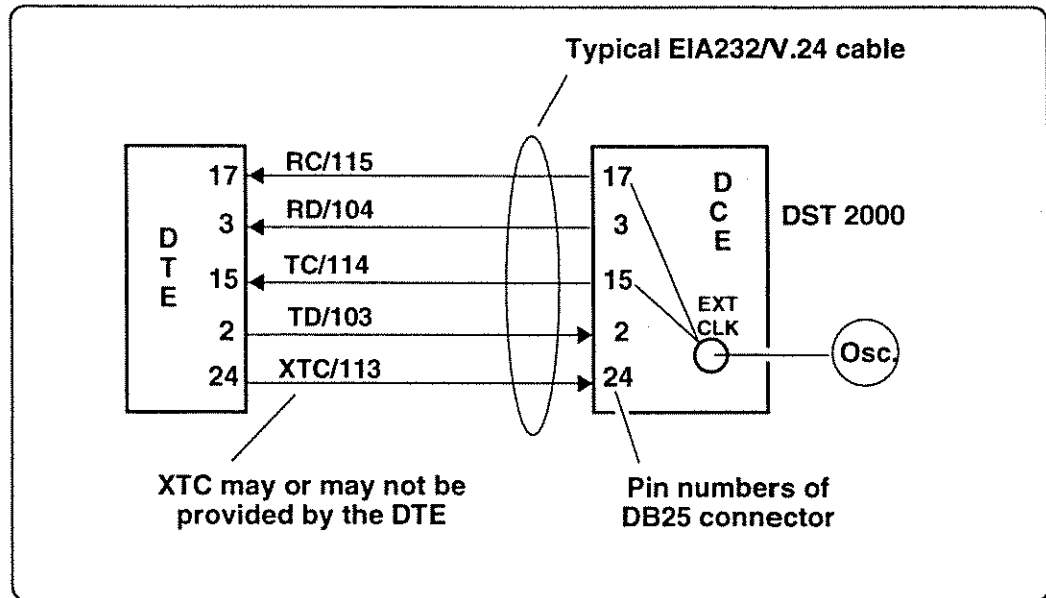 Typical EIA232/V.24 cable
RC/115
17
17
RD/104
3
3
TC/114
15
15
TD/103
2
2
XTC/113
24
24
DTE
DCE
DST 2000
EXT
CLK
Osc.
XTC may or may not be
provided by the DTE
Pin numbers of
DB25 connector